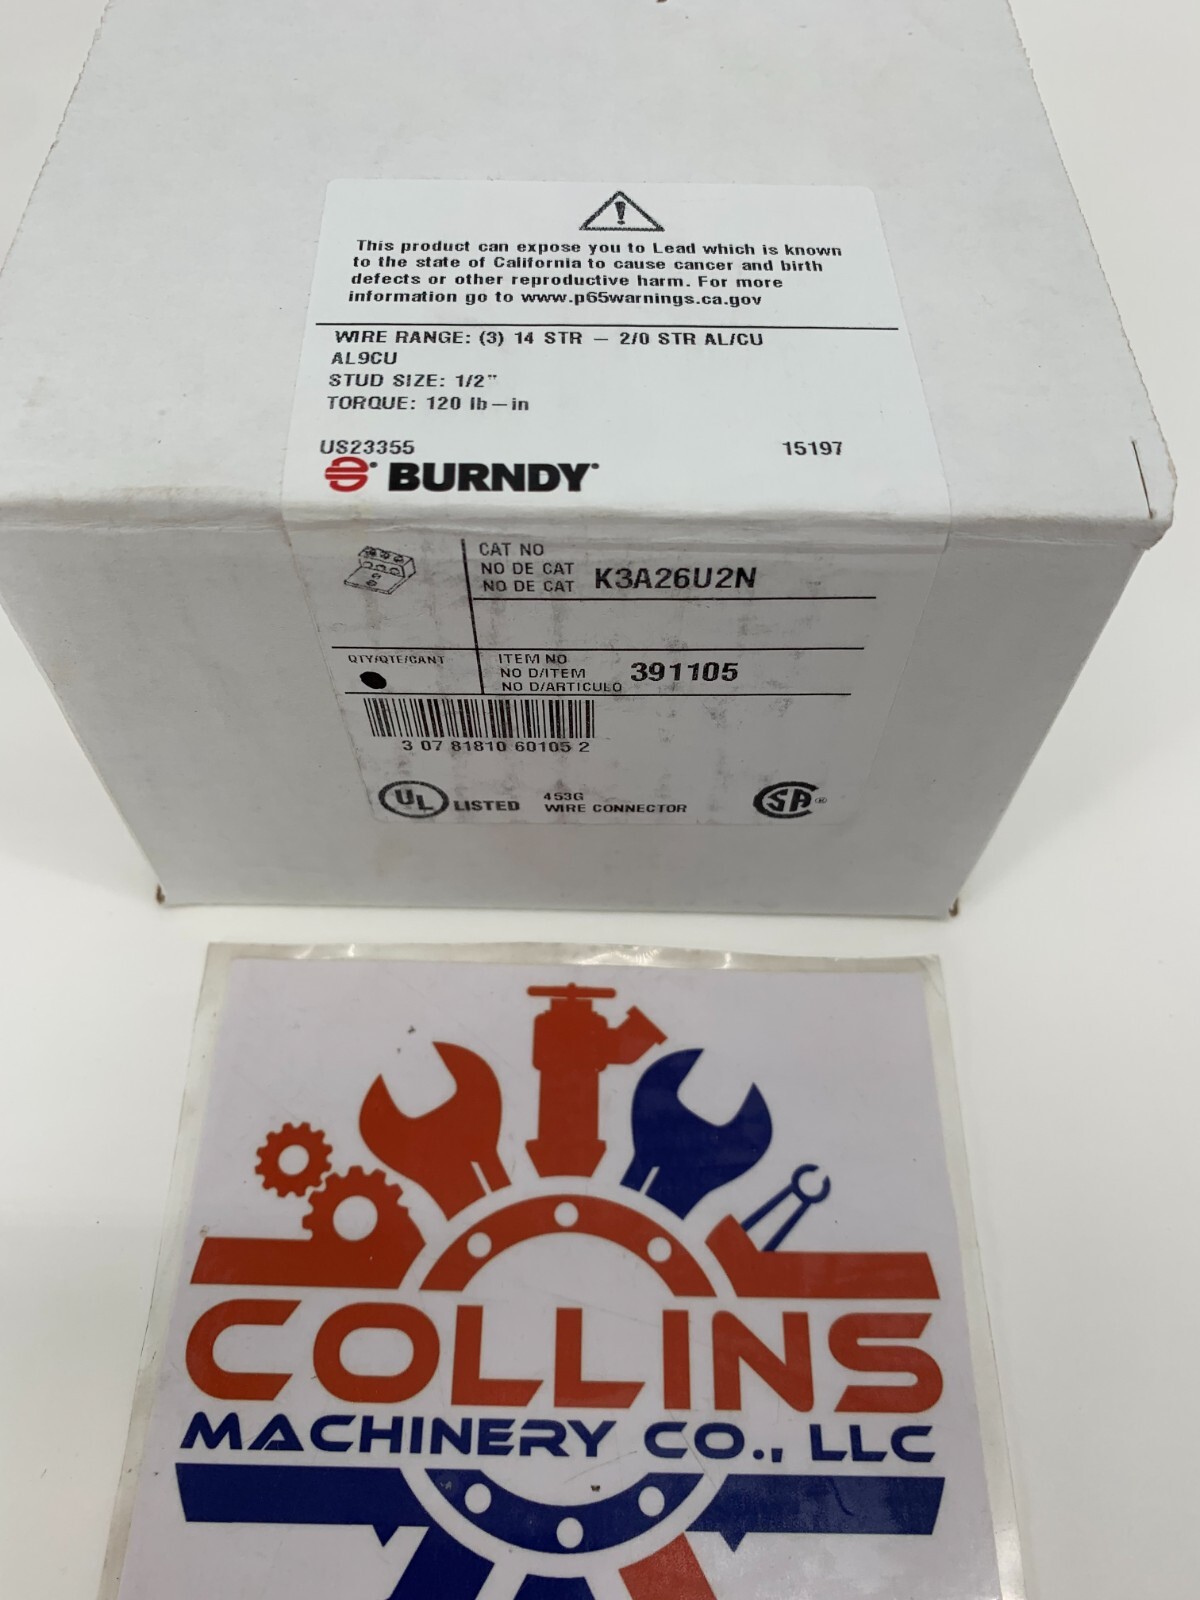 This product can expose you to Lead which is known
to the state of California to cause cancer and birth
defects or other reproductive harm. For more
information go to www.p65warnings.ca.gov
WIRE RANGE: (3) 14 STR – 2/0 STR AL/CU
AL9CU
STUD SIZE: 1/2"
TORQUE: 120 lb–in
US23355 15197
BURNDY
CAT NO
NO DE CAT
NO DE CAT K3A26U2N
QTY/QTE/CANT
ITEM NO
NO D/ITEM 391105
NO D/ARTICULO
3 07 81810 60105 2
UL LISTED 453G
WIRE CONNECTOR
SA ®
COLLINS
MACHINERY CO., LLC